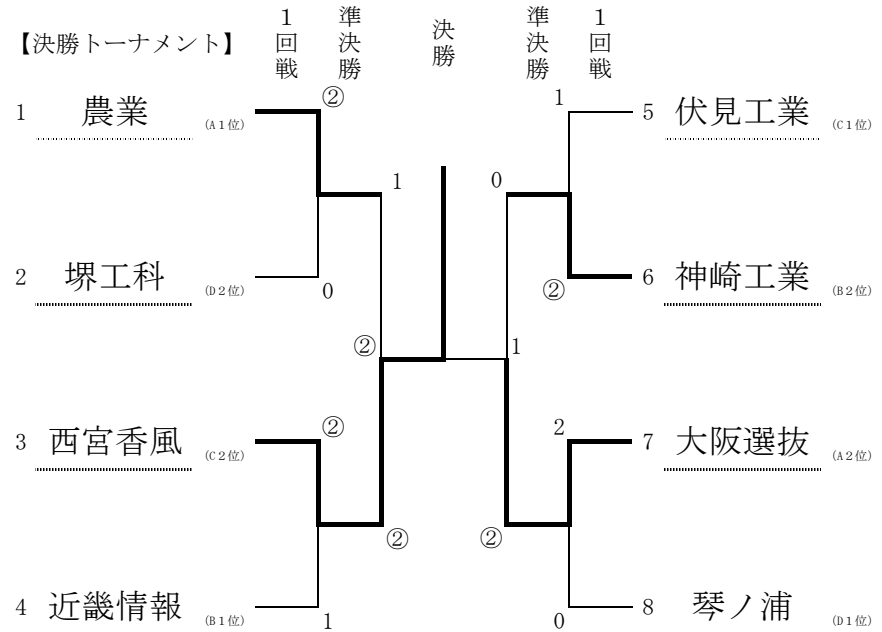 【決勝トーナメント】
1回戦
準決勝
決勝
準決勝
1回戦
1 農業 (A1位)
②
1 5 伏見工業 (C1位)
1
0
2 堺工科 (D2位)
0
② 6 神崎工業 (B2位)
②
1
3 西宮香風 (C2位)
②
2 7 大阪選抜 (A2位)
②
②
4 近畿情報 (B1位)
1
0 8 琴ノ浦 (D1位)